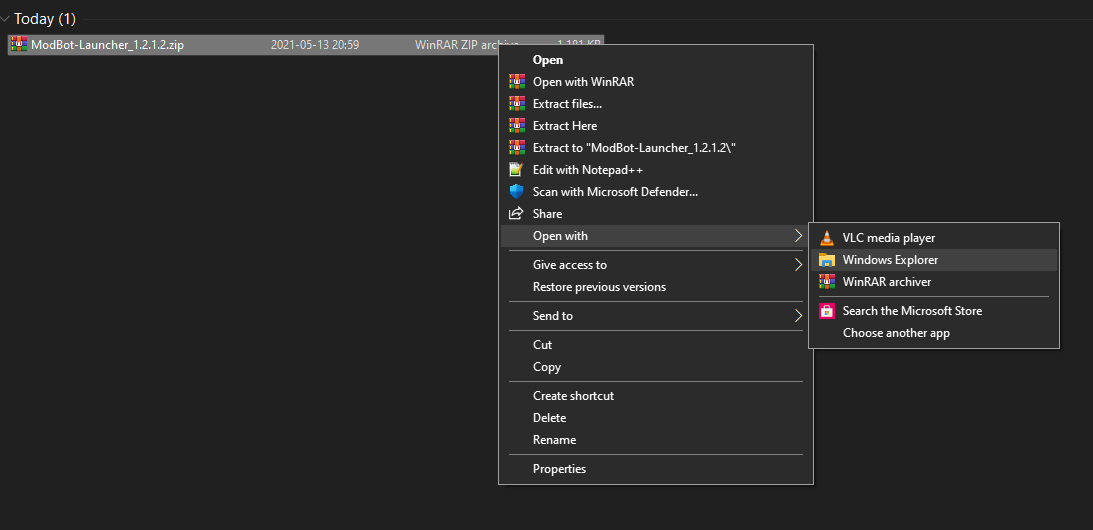 Today (1)
ModBot-Launcher_1.2.1.2.zip 2021-05-13 20:59 WinRAR ZIP archive 1 181 KB
Open
Open with WinRAR
Extract files...
Extract Here
Extract to "ModBot-Launcher_1.2.1.2\"
Edit with Notepad++
Scan with Microsoft Defender...
Share
Open with
VLC media player
Windows Explorer
WinRAR archiver
Search the Microsoft Store
Choose another app
Give access to
Restore previous versions
Send to
Cut
Copy
Create shortcut
Delete
Rename
Properties